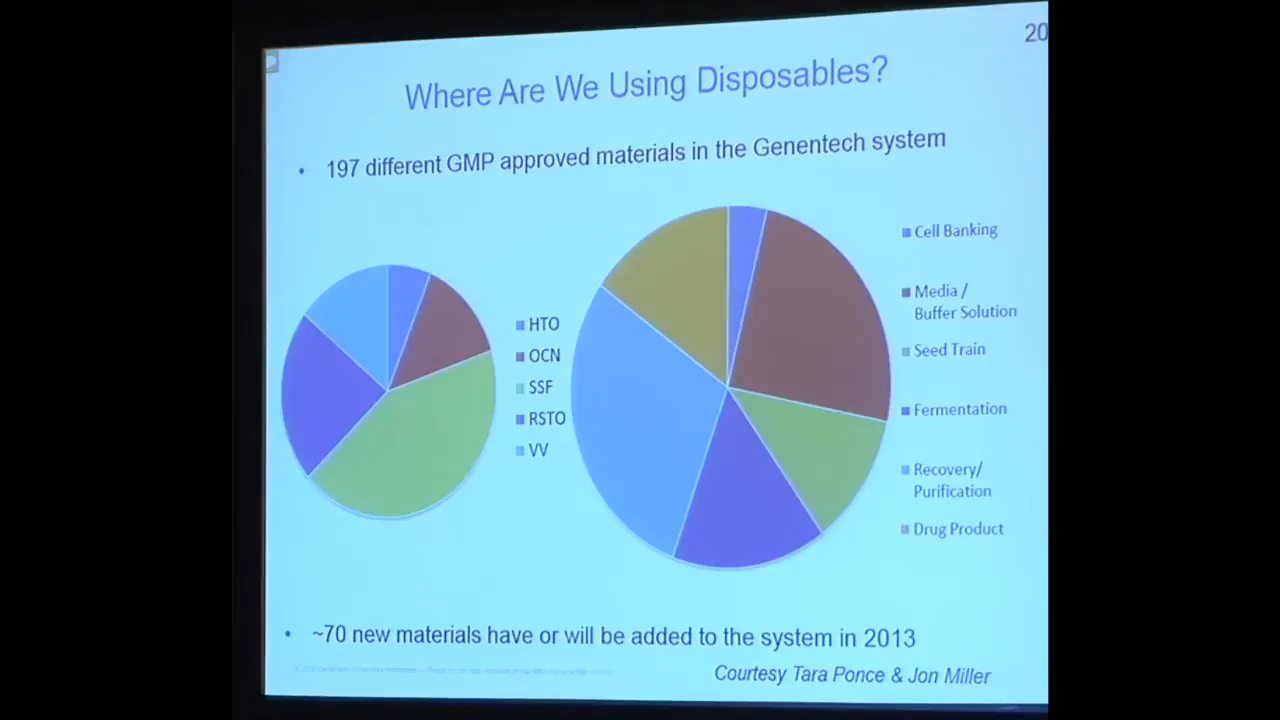 20
Where Are We Using Disposables?
• 197 different GMP approved materials in the Genentech system
HTO
OCN
SSF
RSTO
VV
Cell Banking
Media /
Buffer Solution
Seed Train
Fermentation
Recovery/
Purification
Drug Product
• ~70 new materials have or will be added to the system in 2013
Courtesy Tara Ponce & Jon Miller